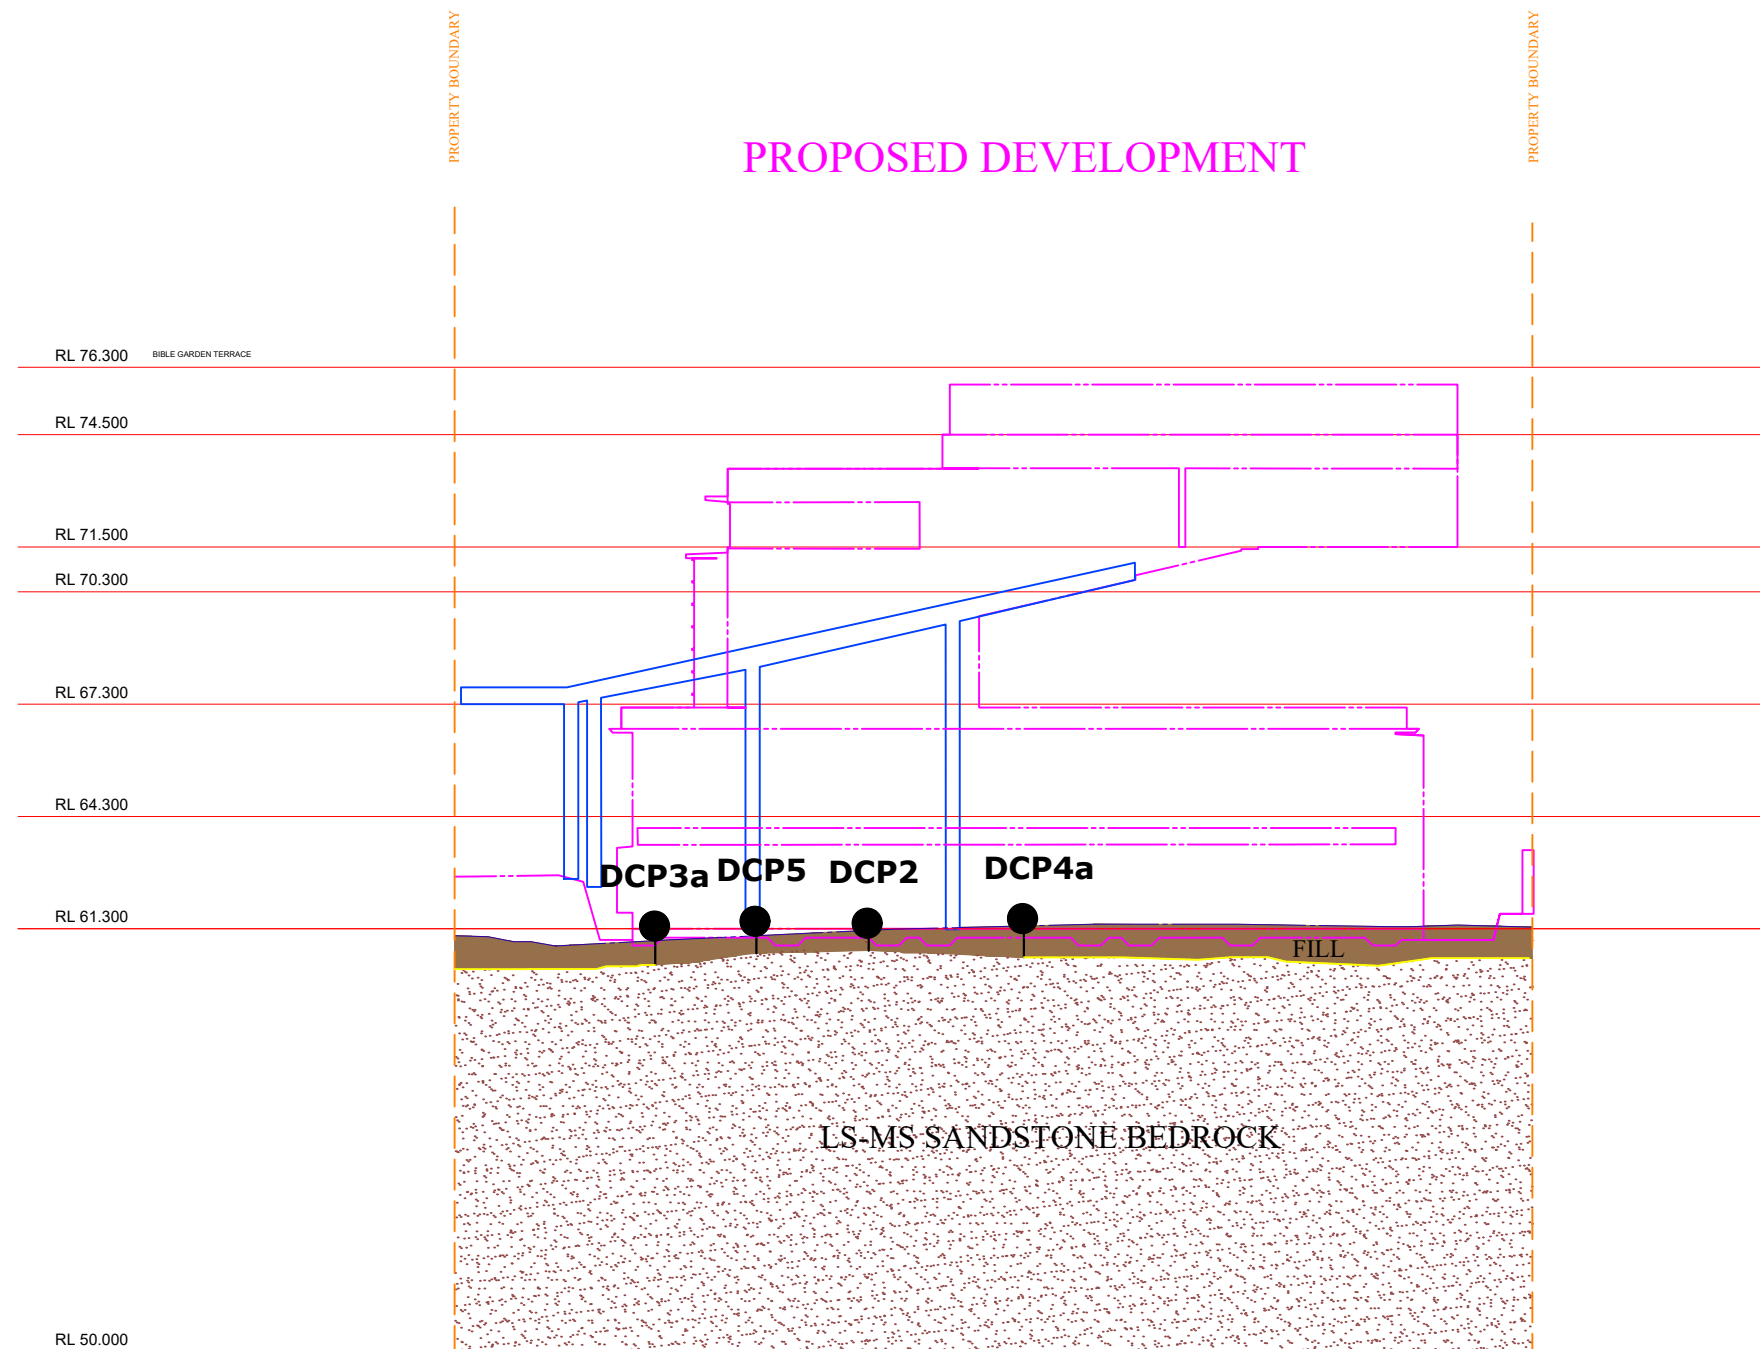 PROPERTY BOUNDARY
PROPERTY BOUNDARY
PROPOSED DEVELOPMENT
RL 76.300 BIBLE GARDEN TERRACE
RL 74.500
RL 71.500
RL 70.300
RL 67.300
RL 64.300
DCP3a DCP5 DCP2 DCP4a
RL 61.300
FILL
LS-MS SANDSTONE BEDROCK
RL 50.000